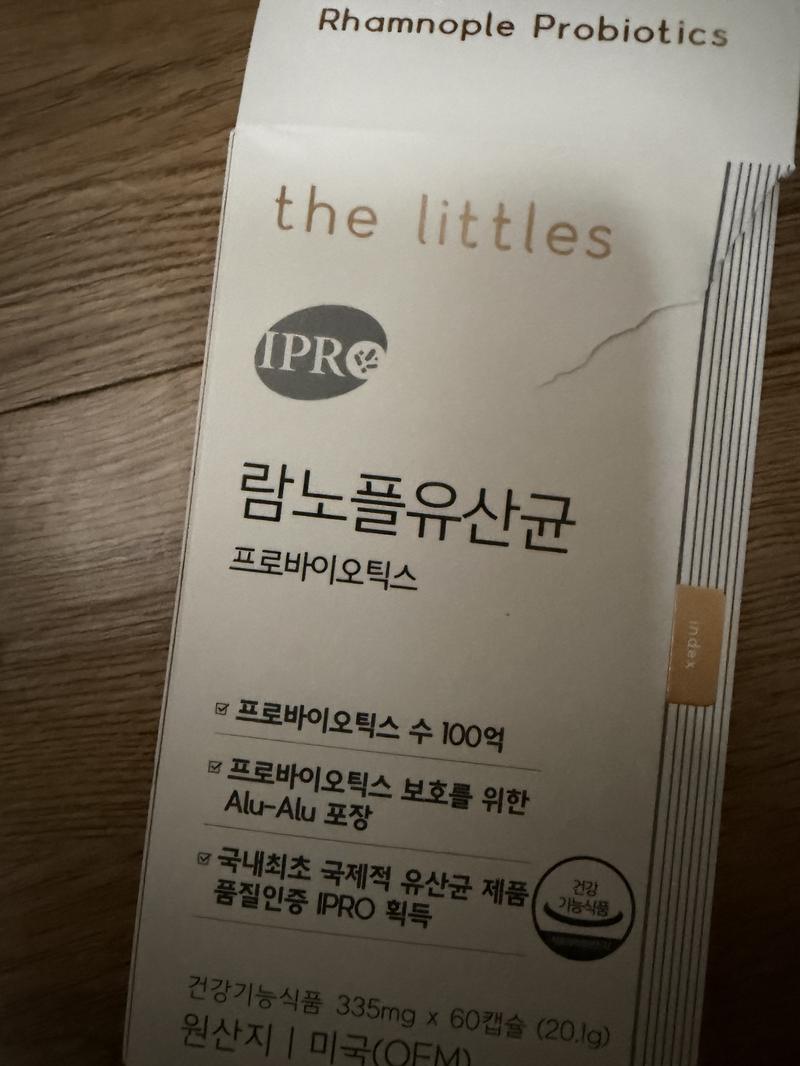 Rhamnople Probiotics
the littles
IPRO
람노플유산균
프로바이오틱스
index
프로바이오틱스 수 100억
프로바이오틱스 보호를 위한
Alu-Alu 포장
국내최초 국제적 유산균 제품
품질인증 IPRO 획득
건강
기능식품
건강기능식품 335mg x 60캡슐 (20.1g)
원산지 | 미국(OEM)